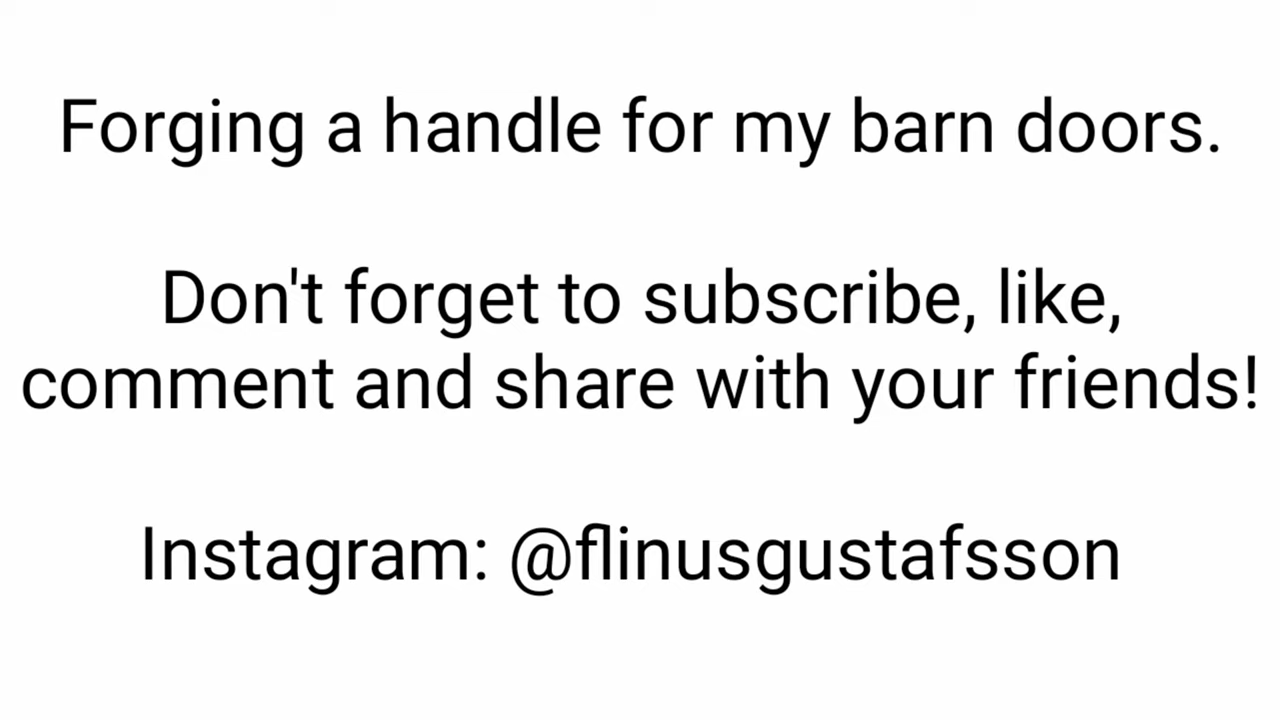 Forging a handle for my barn doors.
Don't forget to subscribe, like,
comment and share with your friends!
Instagram: @flinusgustafsson